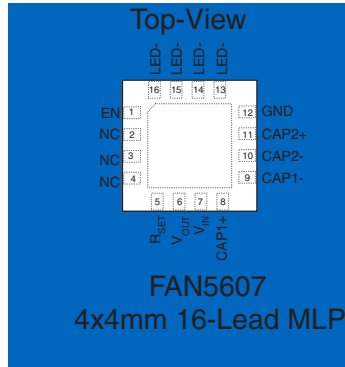 Top-View
LED- LED- LED- LED-
16 15 14 13
EN 1
NC 2
NC 3
NC 4
12 GND
11 CAP2+
10 CAP2-
9 CAP1-
5 6 7 8
RSET VOUT VIN CAP1+
FAN5607
4x4mm 16-Lead MLP